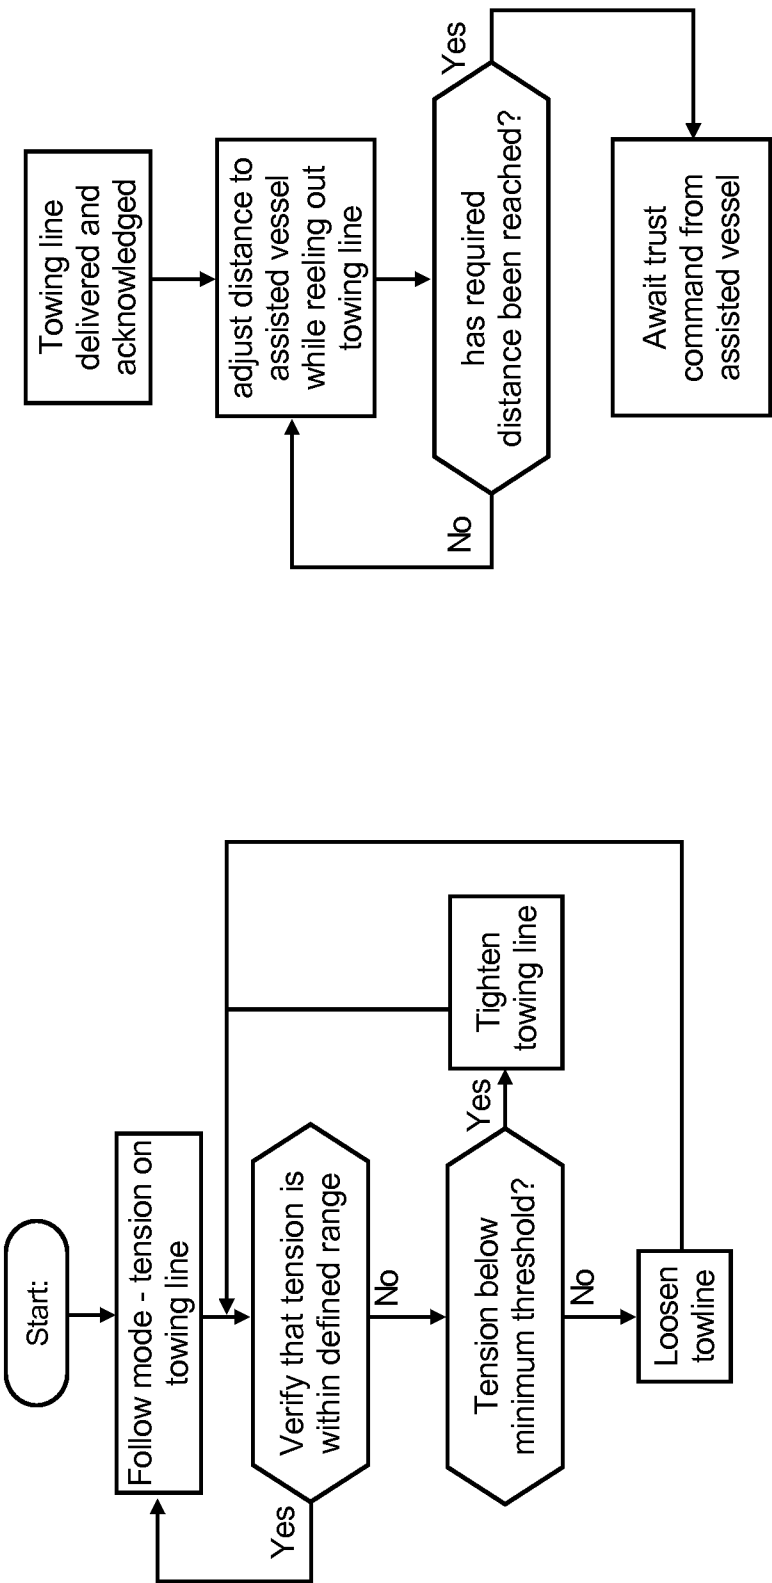 Start:
Follow mode - tension on
towing line
Verify that tension is
within defined range
Yes
No
Tension below
minimum threshold?
Yes
Tighten
towing line
No
Loosen
towline
Towing line
delivered and
acknowledged
adjust distance to
assisted vessel
while reeling out
towing line
has required
distance been reached?
No
Yes
Await trust
command from
assisted vessel